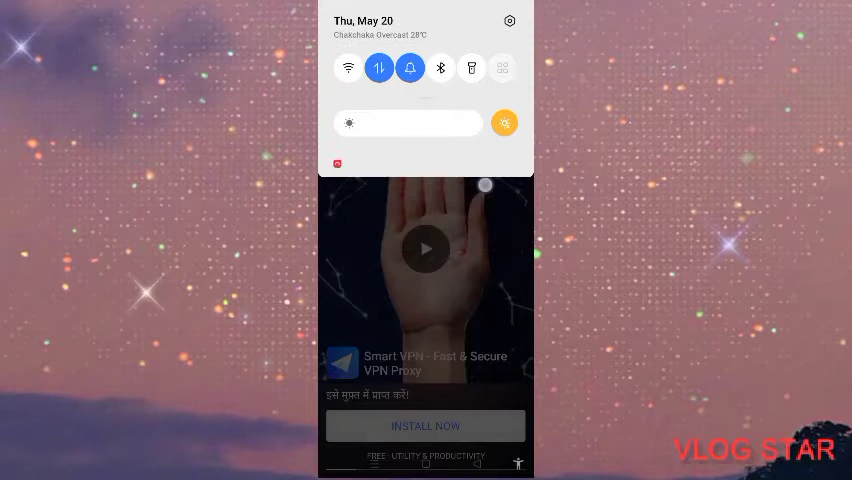 Thu, May 20
Chakchaka Overcast 28°C
Smart VPN - Fast & Secure
VPN Proxy
इसे मुफ़्त में प्राप्त करें!
INSTALL NOW
FREE · UTILITY & PRODUCTIVITY
VLOG STAR